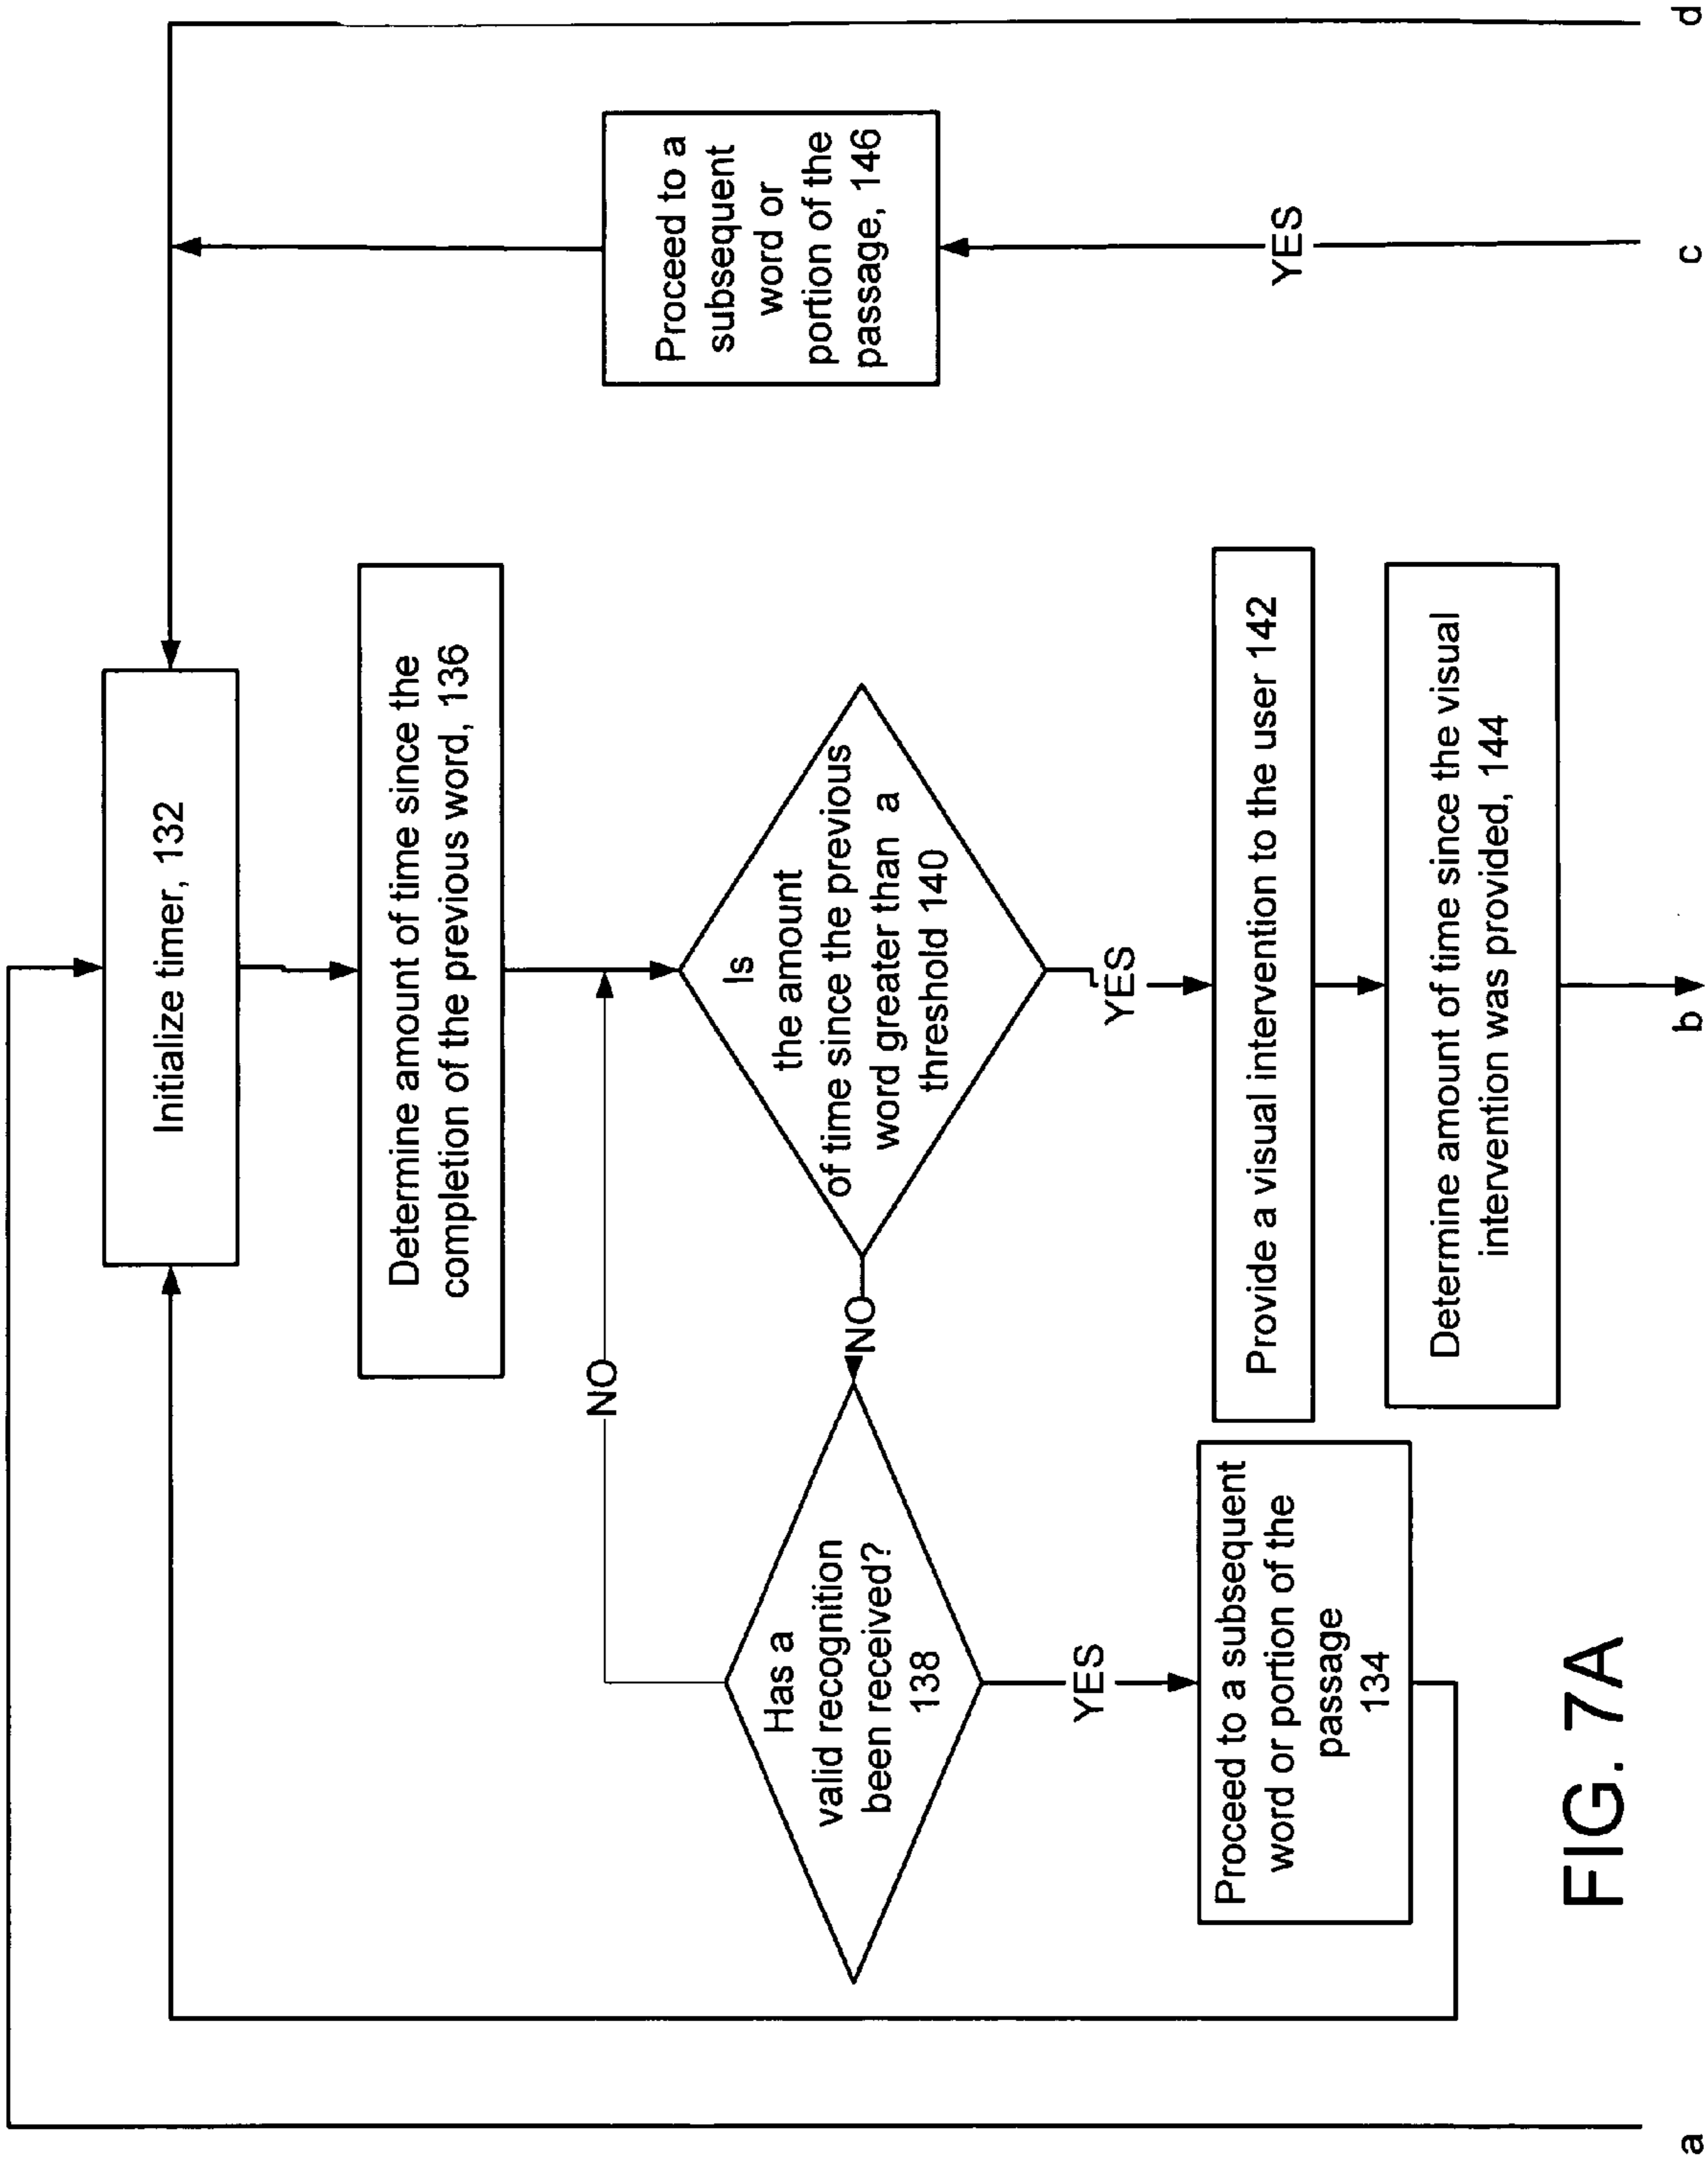 Initialize timer, 132
Determine amount of time since the
completion of the previous word, 136
NO
Is
the amount
of time since the previous
word greater than a
threshold 140
NO
Has a
valid recognition
been received?
138
YES
YES
Proceed to a subsequent
word or portion of the
passage
134
Provide a visual intervention to the user 142
Determine amount of time since the visual
intervention was provided, 144
Proceed to a
subsequent
word or
portion of the
passage, 146
YES
a
b
c
d
FIG. 7A